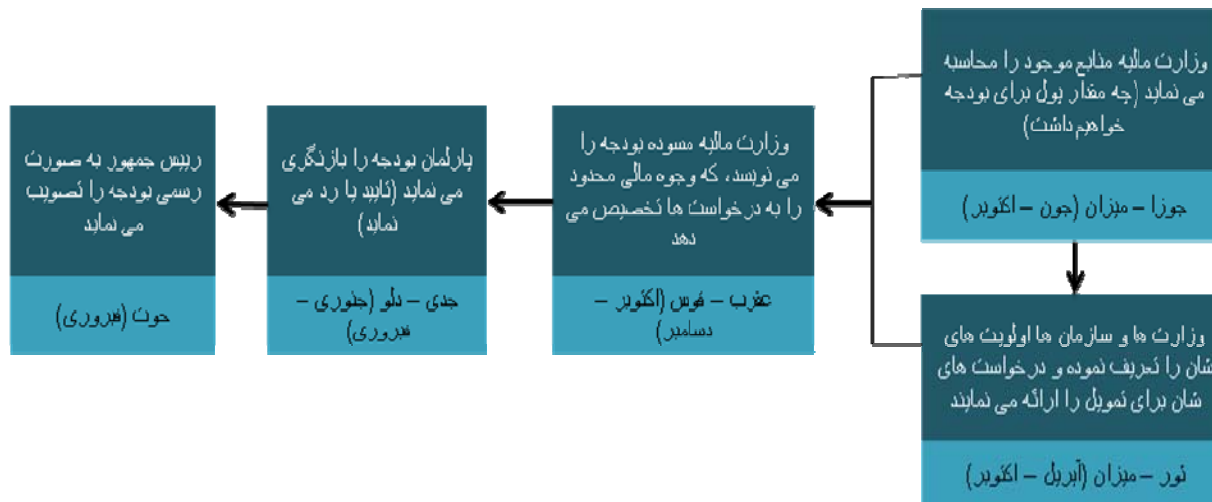 وزارت مالیه منابع موجود را محاسبه
می نماید (چه مقدار پول برای بودجه
خواهیم داشت)
جوزا – میزان (جون – اکتوبر)
وزارت ها و سازمان ها اولویت های
شان را تعریف نموده و درخواست های
شان برای تمویل را ارائه می نمایند
ثور – میزان (آپریل – اکتوبر)
وزارت مالیه مسوده بودجه را
می نویسد، که وجوه مالی محدود
را به درخواست ها تخصیص می
دهد
عقرب – قوس (اکتوبر –
دسامبر)
پارلمان بودجه را بازنگری
می نماید (تایید یا رد می
نماید)
جدی – دلو (جنوری –
فبروری)
رییس جمهور به صورت
رسمی بودجه را تصویب
می نماید
حوت (فبروری)